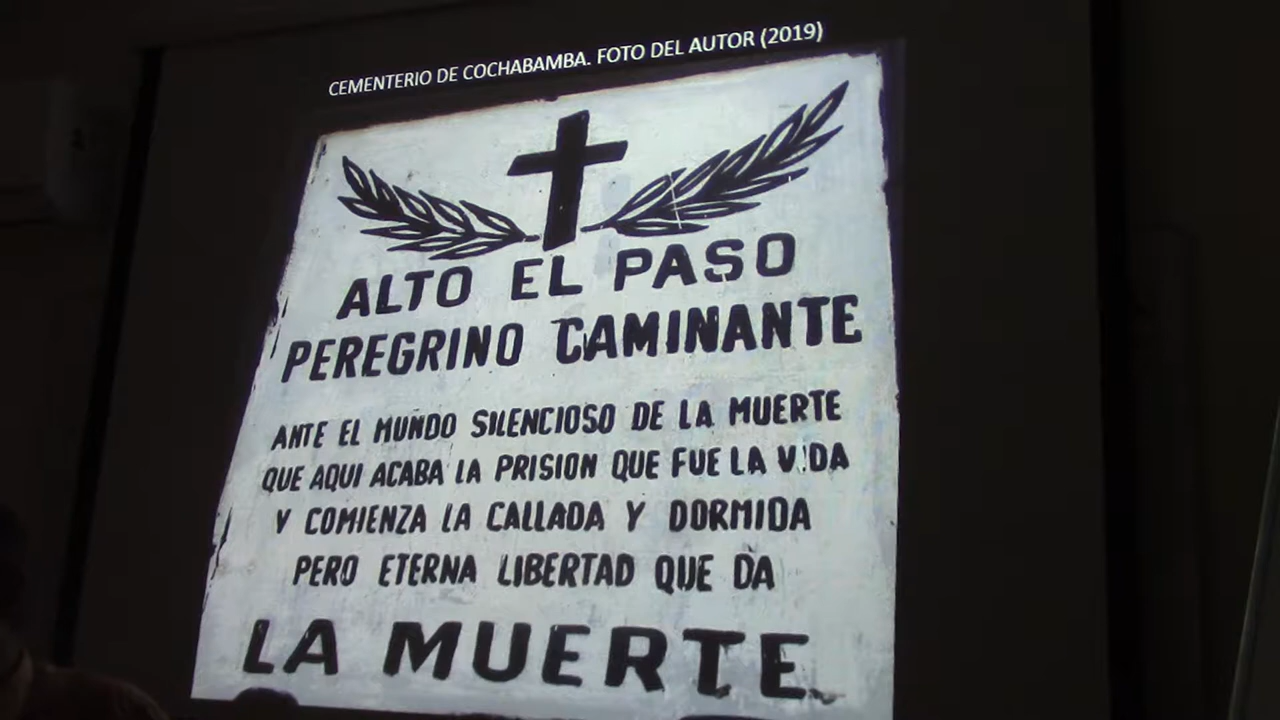 CEMENTERIO DE COCHABAMBA. FOTO DEL AUTOR (2019)
ALTO EL PASO
PEREGRINO CAMINANTE
ANTE EL MUNDO SILENCIOSO DE LA MUERTE
QUE AQUI ACABA LA PRISION QUE FUE LA VIDA
Y COMIENZA LA CALLADA Y DORMIDA
PERO ETERNA LIBERTAD QUE DA
LA MUERTE